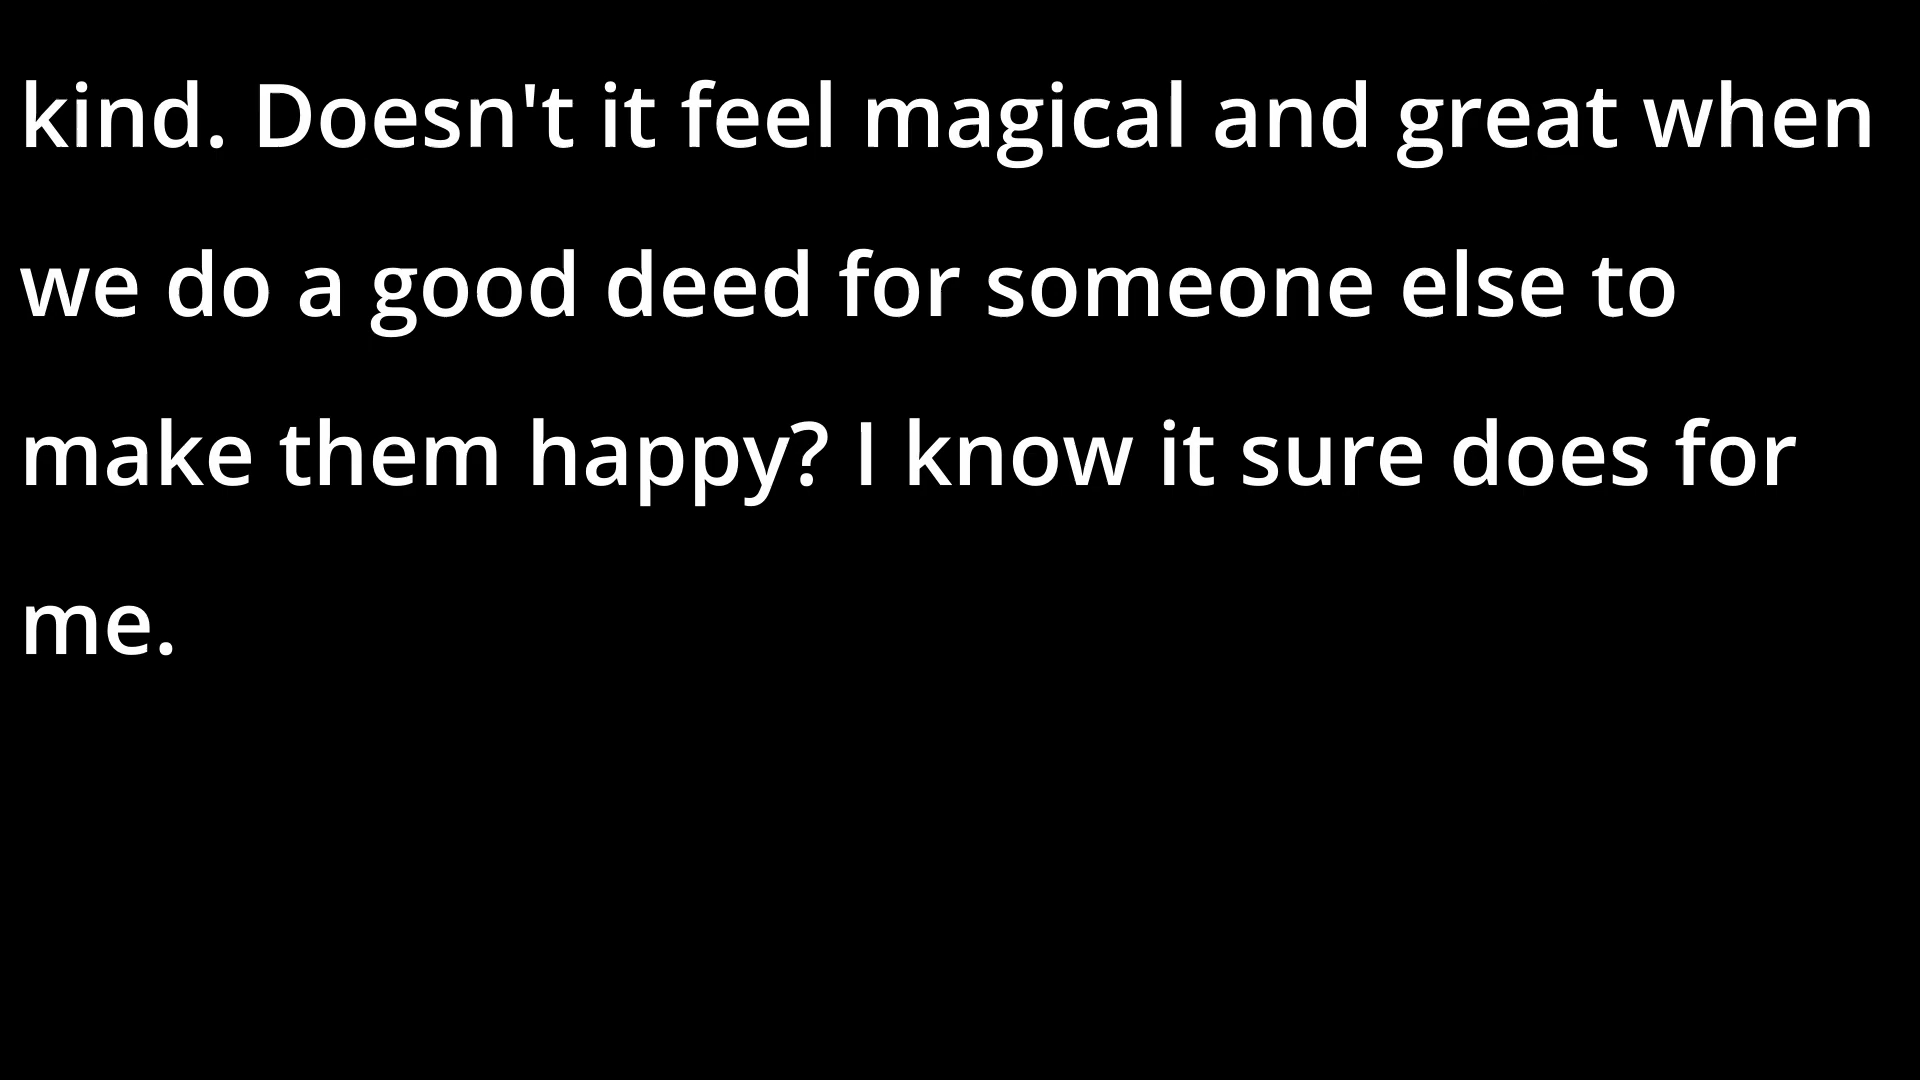 kind. Doesn't it feel magical and great when
we do a good deed for someone else to
make them happy? I know it sure does for
me.